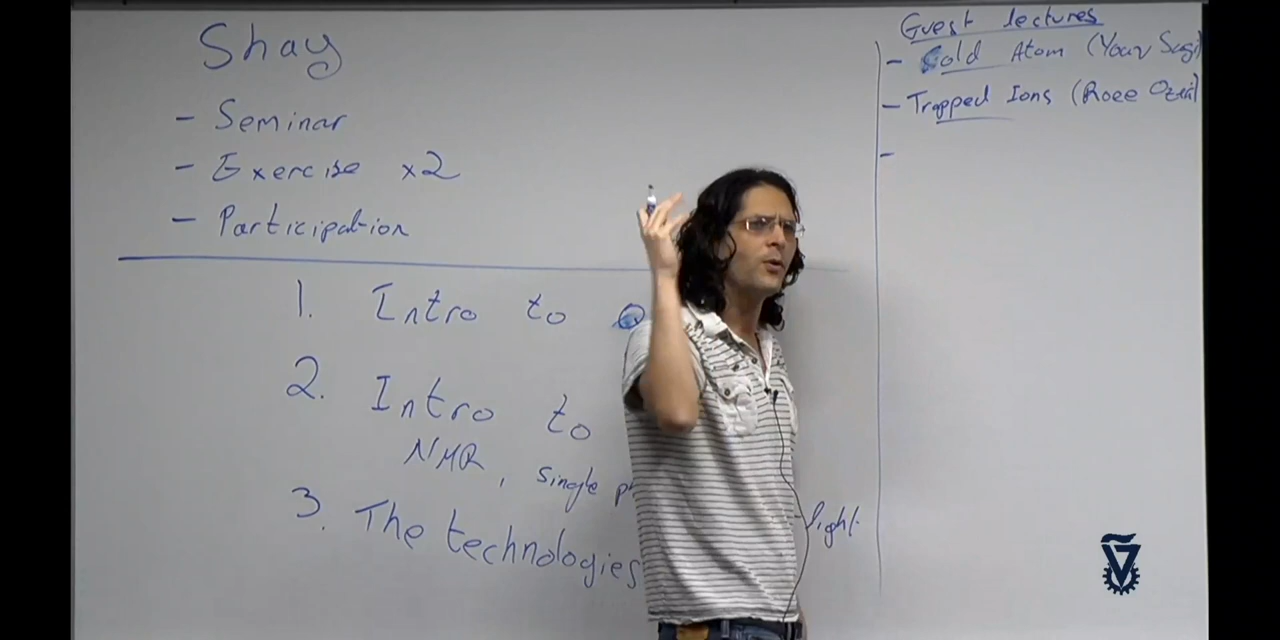 Shay
- Seminar
- Exercise x2
- Participation
1. Intro to
2. Intro to
NMR, single
light.
3. The technologies
Guest lectures
- Cold Atom (Yoav Sagi)
- Trapped Ions (Roee Ozeri)
-